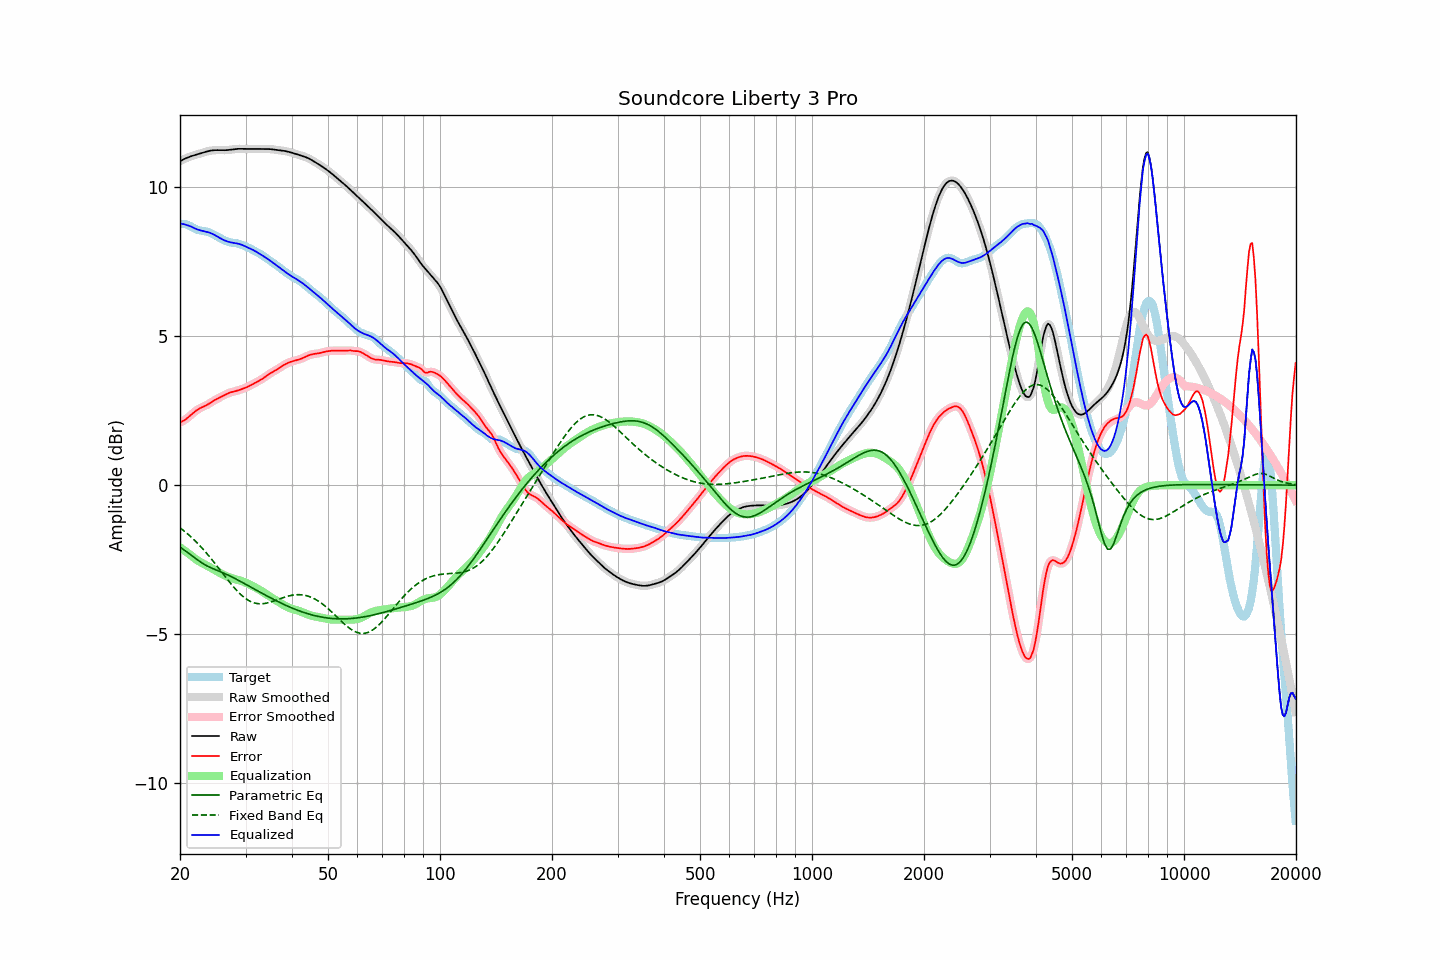 Soundcore Liberty 3 Pro
Amplitude (dBr)
10
5
0
−5
−10
Target
Raw Smoothed
Error Smoothed
Raw
Error
Equalization
Parametric Eq
Fixed Band Eq
Equalized
20 50 100 200 500 1000 2000 5000 10000 20000
Frequency (Hz)